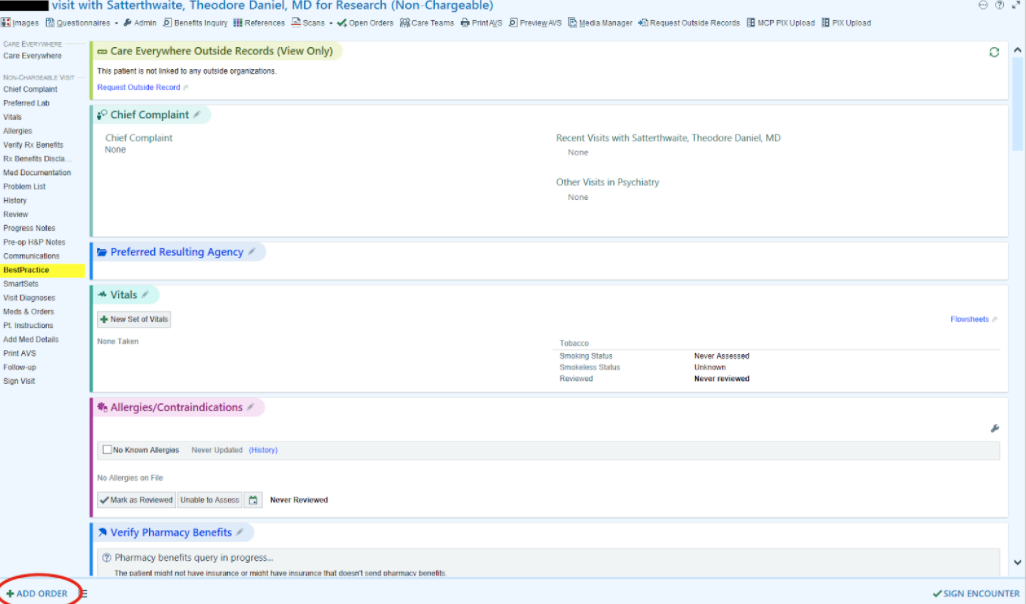 visit with Satterthwaite, Theodore Daniel, MD for Research (Non-Chargeable)
Images Questionnaires Admin Benefits Inquiry References Scans Open Orders Care Teams Print AVS Preview AVS Media Manager Request Outside Records MCP PIX Upload PIX Upload
CARE EVERYWHERE
Care Everywhere
NON-CHARGEABLE VISIT
Chief Complaint
Preferred Lab
Vitals
Allergies
Verify Rx Benefits
Rx Benefits Discla...
Med Documentation
Problem List
History
Review
Progress Notes
Pre-op H&P Notes
Communications
BestPractice
SmartSets
Visit Diagnoses
Meds & Orders
Pt. Instructions
Add Med Details
Print AVS
Follow-up
Sign Visit
Care Everywhere Outside Records (View Only)
This patient is not linked to any outside organizations.
Request Outside Record
Chief Complaint
Chief Complaint
None
Recent Visits with Satterthwaite, Theodore Daniel, MD
None
Other Visits in Psychiatry
None
Preferred Resulting Agency
Vitals
New Set of Vitals
Flowsheets
None Taken
Tobacco
Smoking Status Never Assessed
Smokeless Status Unknown
Reviewed Never reviewed
Allergies/Contraindications
No Known Allergies Never Updated (History)
No Allergies on File
Mark as Reviewed Unable to Assess Never Reviewed
Verify Pharmacy Benefits
Pharmacy benefits query in progress...
The patient might not have insurance or might have insurance that doesn't send pharmacy benefits.
+ ADD ORDER
SIGN ENCOUNTER